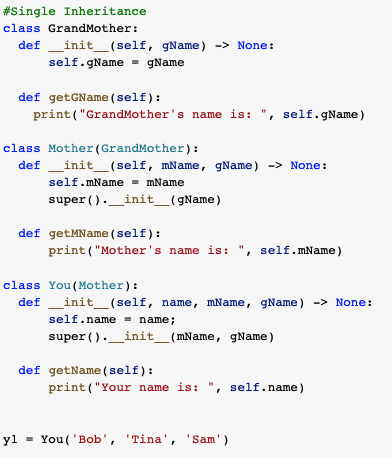 #Single Inheritance
class GrandMother:
  def __init__(self, gName) -> None:
      self.gName = gName

  def getGName(self):
    print("GrandMother's name is: ", self.gName)

class Mother(GrandMother):
  def __init__(self, mName, gName) -> None:
      self.mName = mName
      super().__init__(gName)

  def getMName(self):
      print("Mother's name is: ", self.mName)

class You(Mother):
  def __init__(self, name, mName, gName) -> None:
      self.name = name;
      super().__init__(mName, gName)

  def getName(self):
      print("Your name is: ", self.name)


y1 = You('Bob', 'Tina', 'Sam')